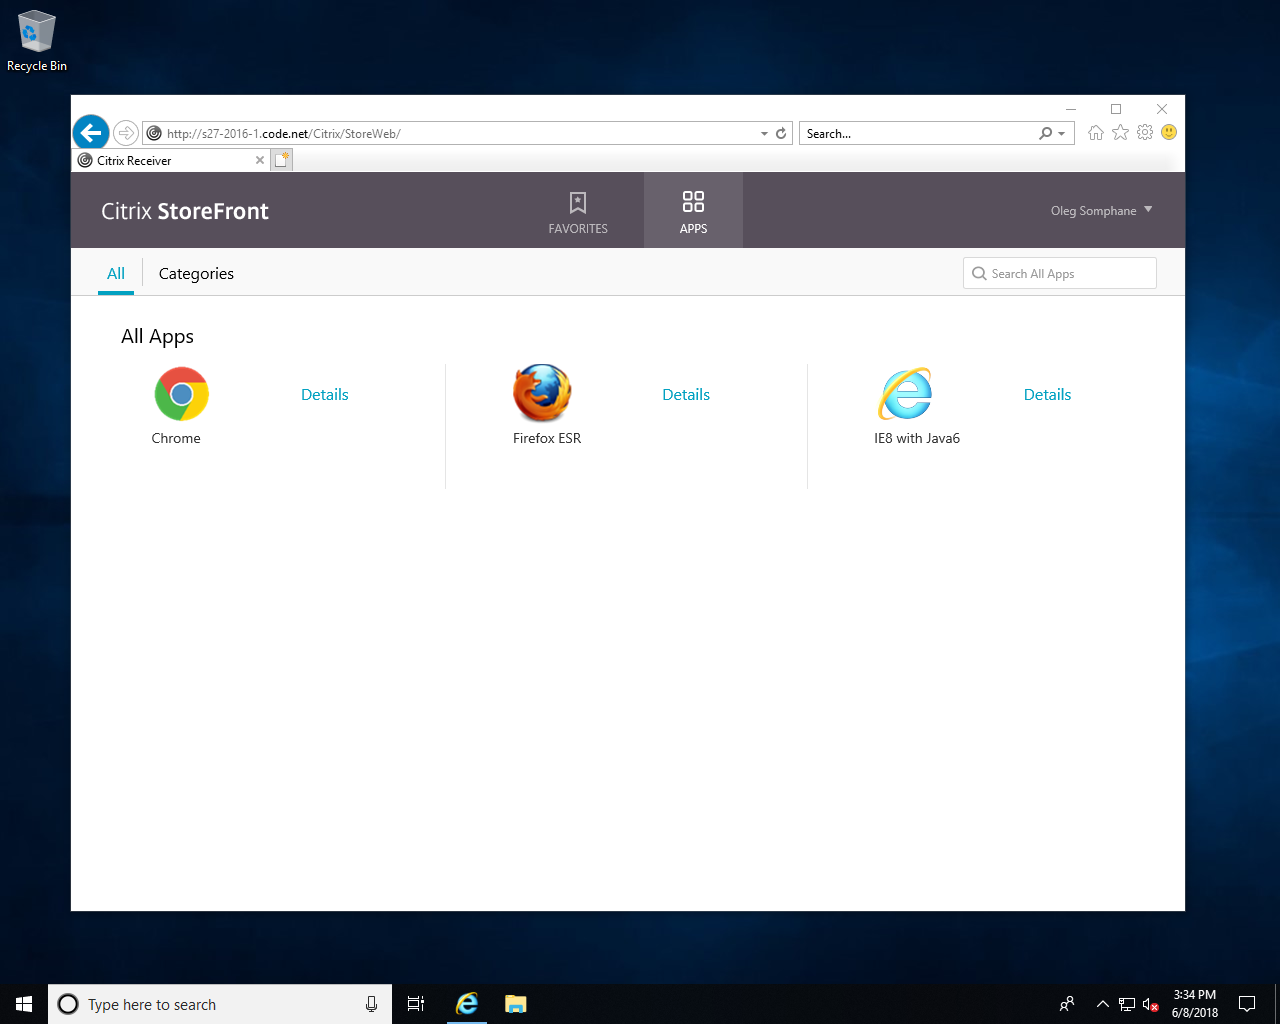 Recycle Bin
http://s27-2016-1.code.net/Citrix/StoreWeb/
Search...
Citrix Receiver
Citrix StoreFront
FAVORITES
APPS
Oleg Somphane
All
Categories
Search All Apps
All Apps
Details
Details
Details
Chrome
Firefox ESR
IE8 with Java6
Type here to search
3:34 PM
6/8/2018